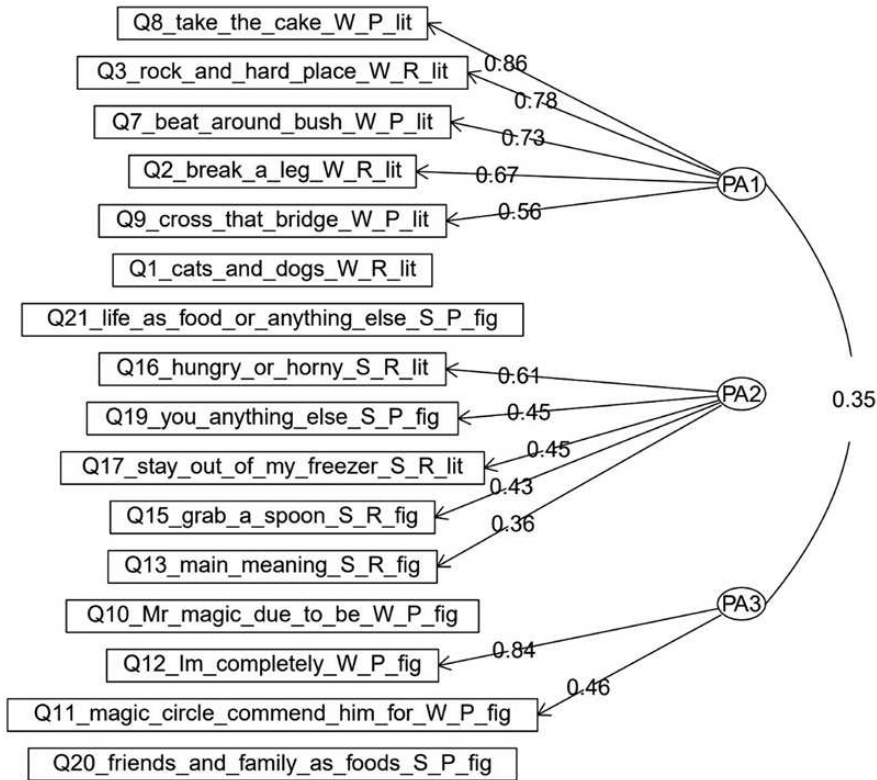 Q8_take_the_cake_W_P_lit
0.86
Q3_rock_and_hard_place_W_R_lit
0.78
Q7_beat_around_bush_W_P_lit
0.73
Q2_break_a_leg_W_R_lit
0.67
PA1
Q9_cross_that_bridge_W_P_lit
0.56
Q1_cats_and_dogs_W_R_lit
Q21_life_as_food_or_anything_else_S_P_fig
Q16_hungry_or_horny_S_R_lit
0.61
PA2
0.35
Q19_you_anything_else_S_P_fig
0.45
Q17_stay_out_of_my_freezer_S_R_lit
0.45
Q15_grab_a_spoon_S_R_fig
0.43
Q13_main_meaning_S_R_fig
0.36
Q10_Mr_magic_due_to_be_W_P_fig
PA3
Q12_Im_completely_W_P_fig
0.84
Q11_magic_circle_commend_him_for_W_P_fig
0.46
Q20_friends_and_family_as_foods_S_P_fig